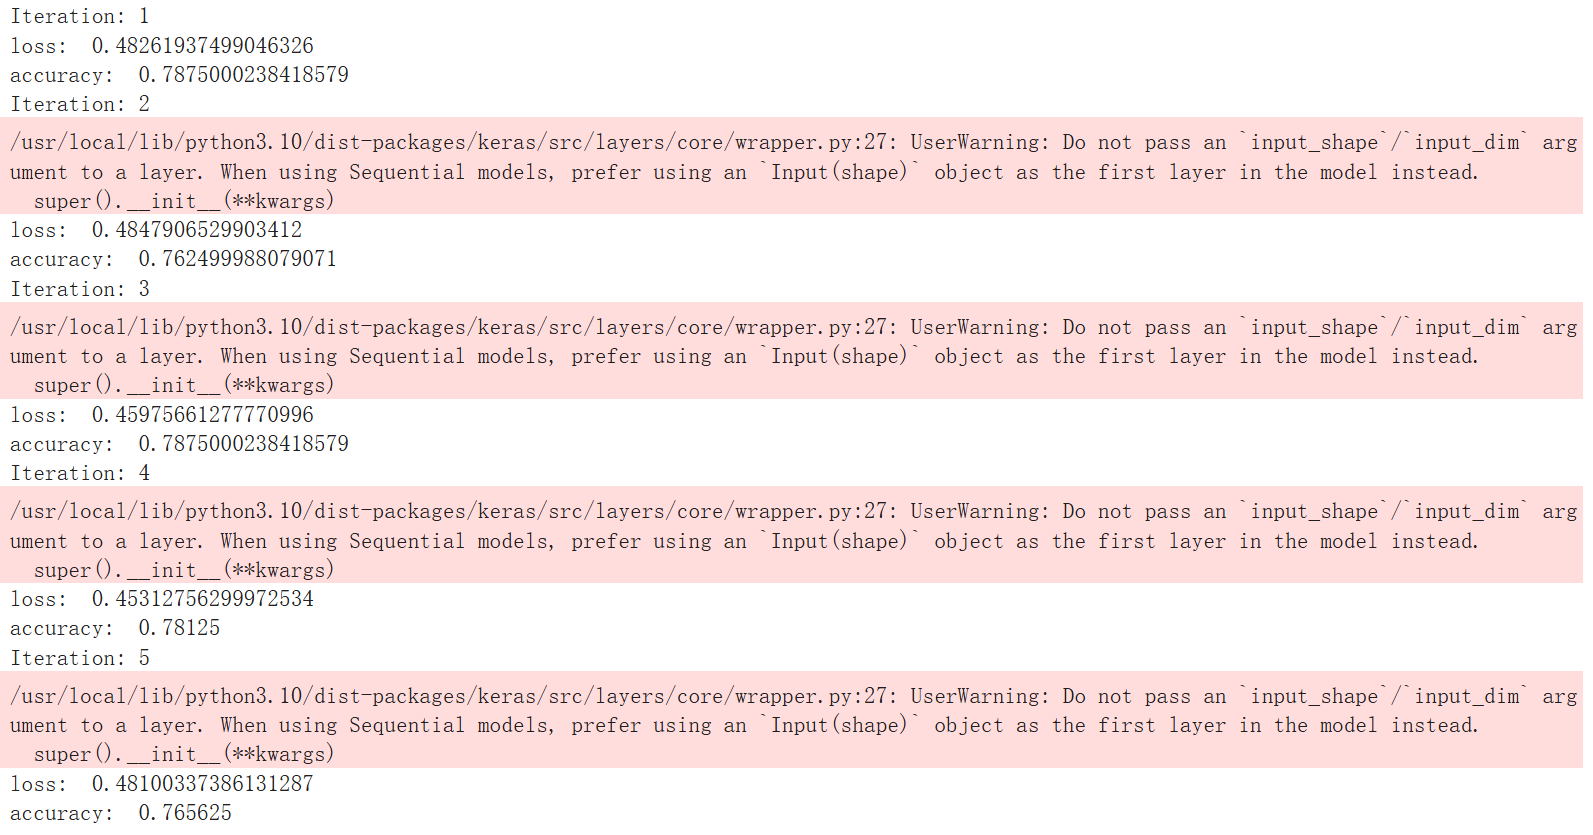 Iteration: 1
loss:  0.48261937499046326
accuracy:  0.7875000238418579
Iteration: 2
/usr/local/lib/python3.10/dist-packages/keras/src/layers/core/wrapper.py:27: UserWarning: Do not pass an `input_shape`/`input_dim` arg
ument to a layer. When using Sequential models, prefer using an `Input(shape)` object as the first layer in the model instead.
  super().__init__(**kwargs)
loss:  0.4847906529903412
accuracy:  0.762499988079071
Iteration: 3
/usr/local/lib/python3.10/dist-packages/keras/src/layers/core/wrapper.py:27: UserWarning: Do not pass an `input_shape`/`input_dim` arg
ument to a layer. When using Sequential models, prefer using an `Input(shape)` object as the first layer in the model instead.
  super().__init__(**kwargs)
loss:  0.45975661277770996
accuracy:  0.7875000238418579
Iteration: 4
/usr/local/lib/python3.10/dist-packages/keras/src/layers/core/wrapper.py:27: UserWarning: Do not pass an `input_shape`/`input_dim` arg
ument to a layer. When using Sequential models, prefer using an `Input(shape)` object as the first layer in the model instead.
  super().__init__(**kwargs)
loss:  0.45312756299972534
accuracy:  0.78125
Iteration: 5
/usr/local/lib/python3.10/dist-packages/keras/src/layers/core/wrapper.py:27: UserWarning: Do not pass an `input_shape`/`input_dim` arg
ument to a layer. When using Sequential models, prefer using an `Input(shape)` object as the first layer in the model instead.
  super().__init__(**kwargs)
loss:  0.48100337386131287
accuracy:  0.765625